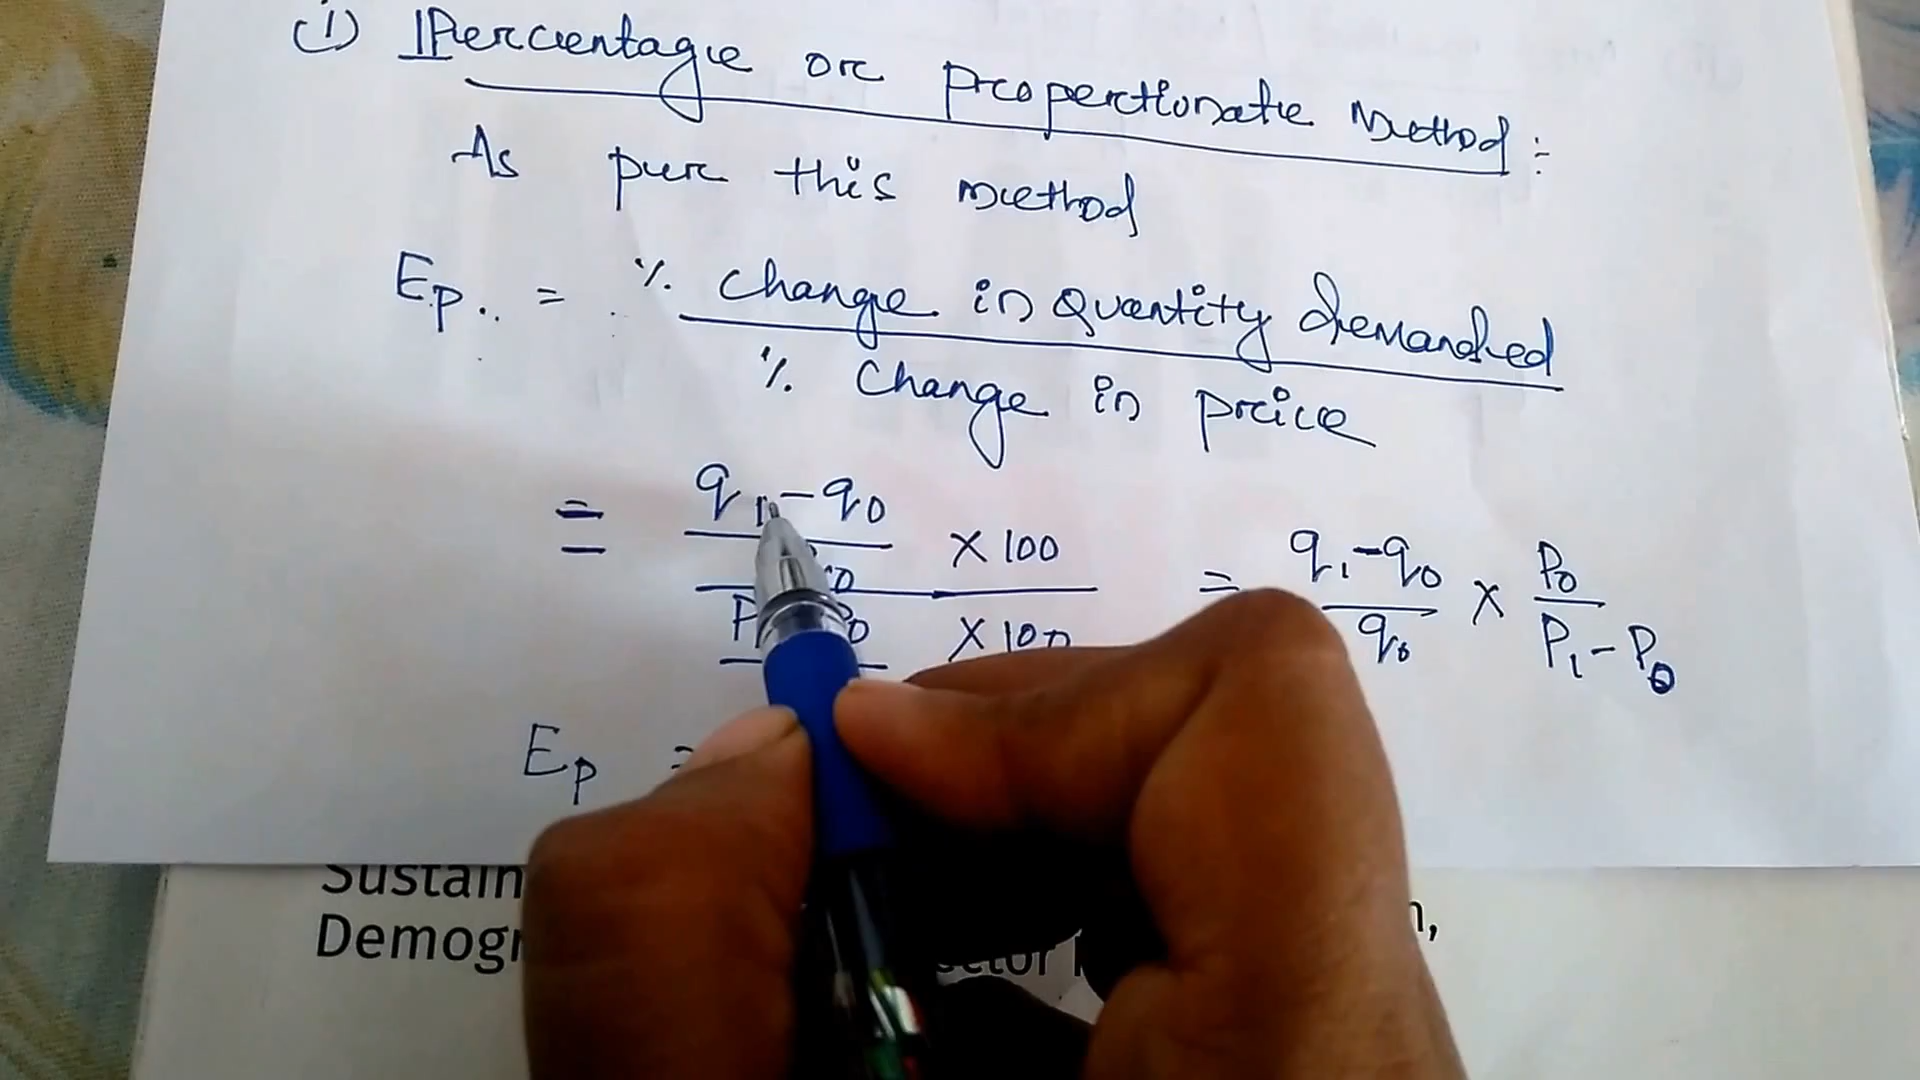 (i) Percentage or Proportionate Method:
As per this method
Ep = % Change in Quantity demanded
% Change in price
= q1-q0 × 100 = q1-q0 × P0
q0 P1-P0
P 0 × 100
Ep =
Sustain
Demogr